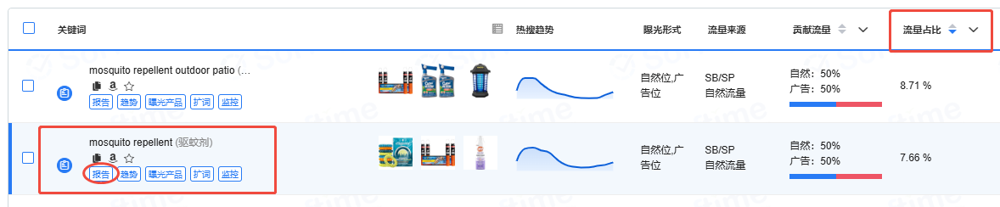 关键词 热搜趋势 曝光形式 流量来源 贡献流量 流量占比
mosquito repellent outdoor patio (...
报告 趋势 曝光产品 扩词 监控
自然位,广
告位
SB/SP
自然流量
自然：50%
广告：50%
8.71 %
mosquito repellent (驱蚊剂)
报告 趋势 曝光产品 扩词 监控
自然位,广
告位
SB/SP
自然流量
自然：50%
广告：50%
7.66 %